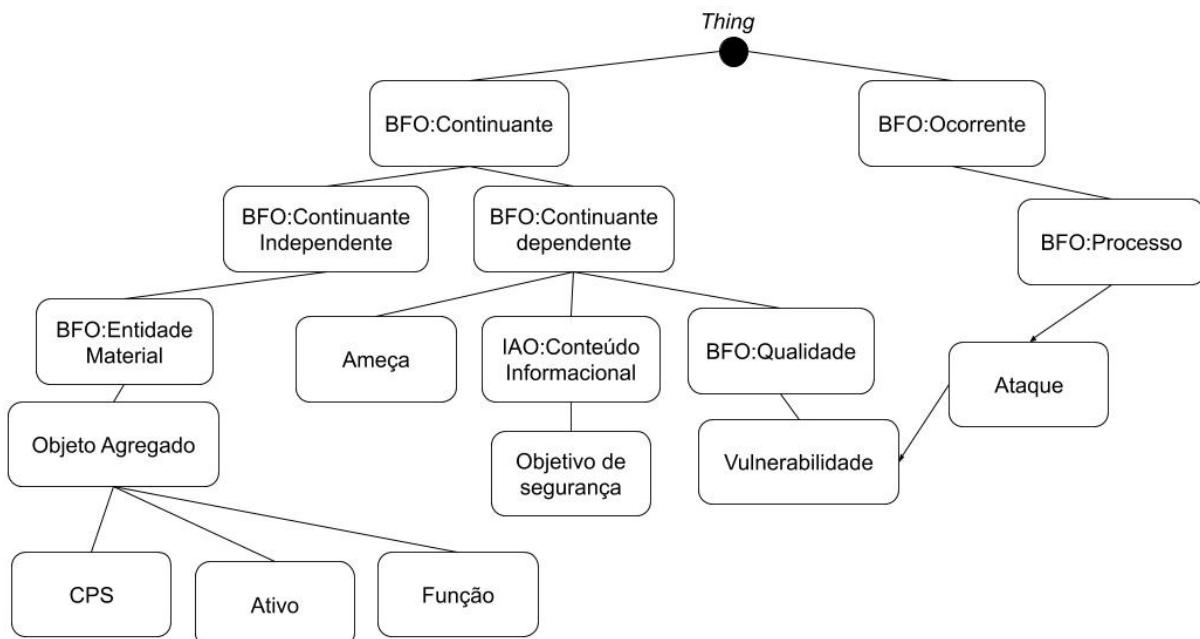 Thing
BFO:Continuante
BFO:Ocorrente
BFO:Continuante
Independente
BFO:Continuante
dependente
BFO:Processo
BFO:Entidade
Material
Ameça
IAO:Conteúdo
Informacional
BFO:Qualidade
Ataque
Objeto Agregado
Objetivo de
segurança
Vulnerabilidade
CPS
Ativo
Função